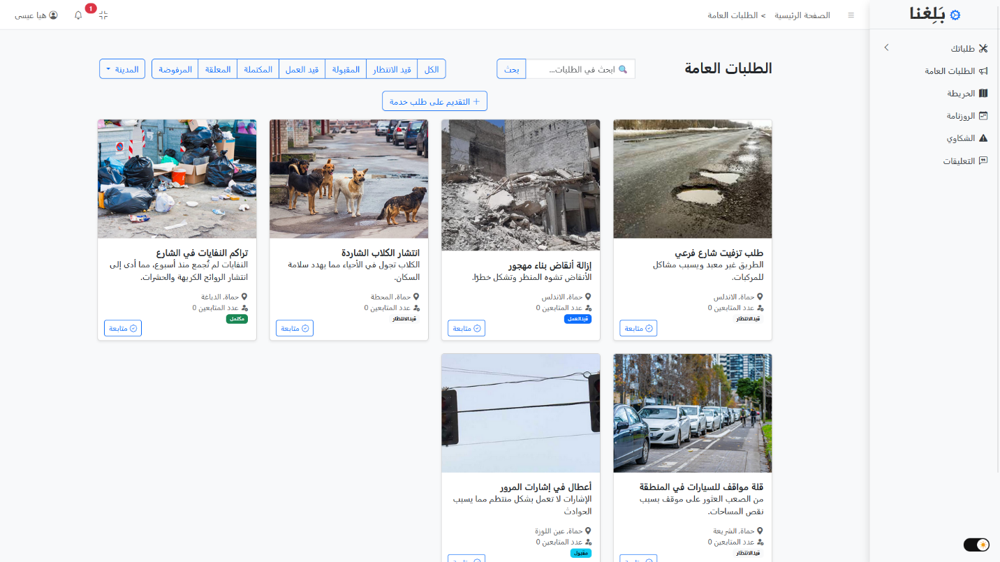 بَلِّغنا
طلباتك
الطلبات العامة
الخريطة
الروزنامة
الشكاوي
التعليقات
الصفحة الرئيسية > الطلبات العامة
1
هيا عيسى
الطلبات العامة
ابحث في الطلبات...
بحث
الكل
قيد الانتظار
المقبولة
قيد العمل
المكتملة
المعلقة
المرفوضة
المدينة
+ التقديم على طلب خدمة
طلب تزفيت شارع فرعي
الطريق غير معبد ويسبب مشاكل
للمركبات.
حماة, الاندلس
عدد المتابعين 0
قيد الانتظار
متابعة
إزالة أنقاض بناء مهجور
الأنقاض تشوه المنظر وتشكل خطرًا.
حماة, الاندلس
عدد المتابعين 0
قيد العمل
متابعة
انتشار الكلاب الشاردة
الكلاب تجول في الأحياء مما يهدد سلامة
السكان.
حماة, المحطة
عدد المتابعين 0
قيد الانتظار
متابعة
تراكم النفايات في الشارع
النفايات لم تُجمع منذ أسبوع، مما أدى إلى
انتشار الروائح الكريهة والحشرات.
حماة, الدباغة
عدد المتابعين 0
مكتمل
متابعة
قلة مواقف للسيارات في المنطقة
من الصعب العثور على موقف بسبب
نقص المساحات.
حماة, الشريعة
عدد المتابعين 0
قيد الانتظار
أعطال في إشارات المرور
الإشارات لا تعمل بشكل منتظم مما يسبب
الحوادث
حماة, عين اللوزة
عدد المتابعين 0
مقبول